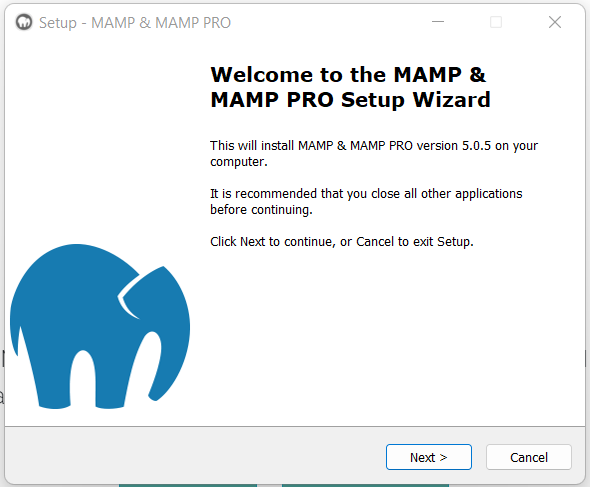 Setup - MAMP & MAMP PRO
Welcome to the MAMP &
MAMP PRO Setup Wizard
This will install MAMP & MAMP PRO version 5.0.5 on your
computer.
It is recommended that you close all other applications
before continuing.
Click Next to continue, or Cancel to exit Setup.
Next >
Cancel